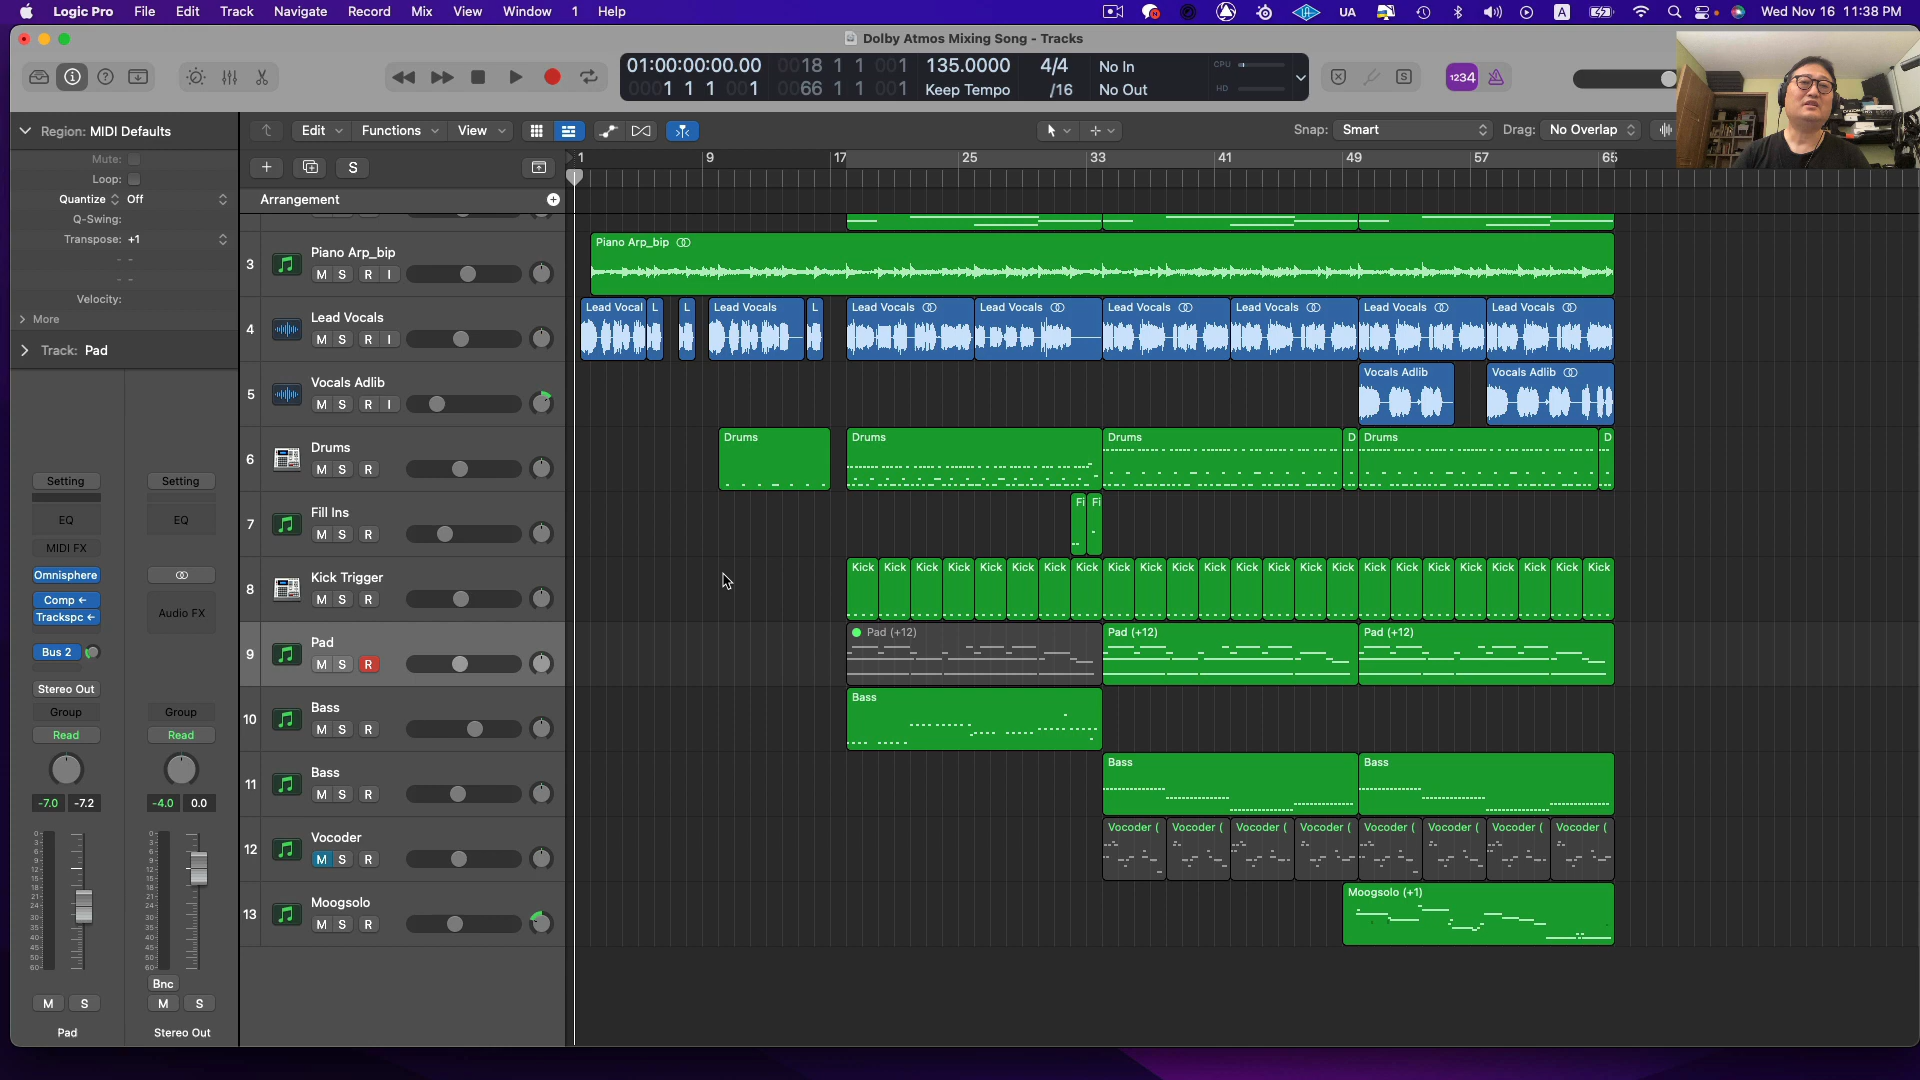 Logic Pro File Edit Track Navigate Record Mix View Window 1 Help UA A Wed Nov 16 11:38 PM
Dolby Atmos Mixing Song - Tracks
01:00:00:00.00 0018 1 1 001 135.0000 4/4 No In CPU
0001 1 1 001 0066 1 1 001 Keep Tempo /16 No Out HD
S 1234
Region: MIDI Defaults
Mute:
Loop:
Quantize Off
Q-Swing:
Transpose: +1
Velocity:
More
Track: Pad
Edit Functions View Snap: Smart Drag: No Overlap
S
1 9 17 25 33 41 49 57 65
Arrangement
3 Piano Arp_bip M S R I
Piano Arp_bip
4 Lead Vocals M S R I
Lead Vocal L L Lead Vocals L Lead Vocals Lead Vocals Lead Vocals Lead Vocals Lead Vocals Lead Vocals
5 Vocals Adlib M S R I
Vocals Adlib Vocals Adlib
6 Drums M S R
Drums Drums Drums D Drums D
7 Fill Ins M S R
Fi Fi
8 Kick Trigger M S R
Kick Kick Kick Kick Kick Kick Kick Kick Kick Kick Kick Kick Kick Kick Kick Kick Kick Kick Kick Kick Kick Kick Kick Kick
9 Pad M S R
Pad (+12) Pad (+12) Pad (+12)
10 Bass M S R
Bass
11 Bass M S R
Bass Bass
12 Vocoder M S R
Vocoder ( Vocoder ( Vocoder ( Vocoder ( Vocoder ( Vocoder ( Vocoder ( Vocoder (
13 Moogsolo M S R
Moogsolo (+1)
Setting Setting
EQ EQ
MIDI FX
Omnisphere
Comp
Trackspc
Audio FX
Bus 2
Stereo Out
Group Group
Read Read
-7.0 -7.2 -4.0 0.0
Bnc
M S M S
Pad Stereo Out